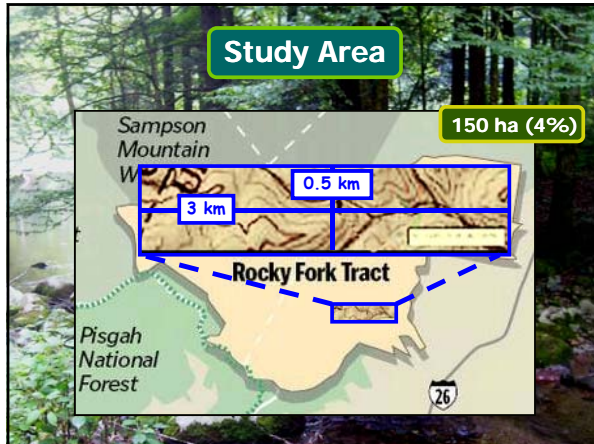 Study Area
150 ha (4%)
Sampson
Mountain
W
0.5 km
3 km
t
Rocky Fork Tract
Pisgah
National
Forest
26